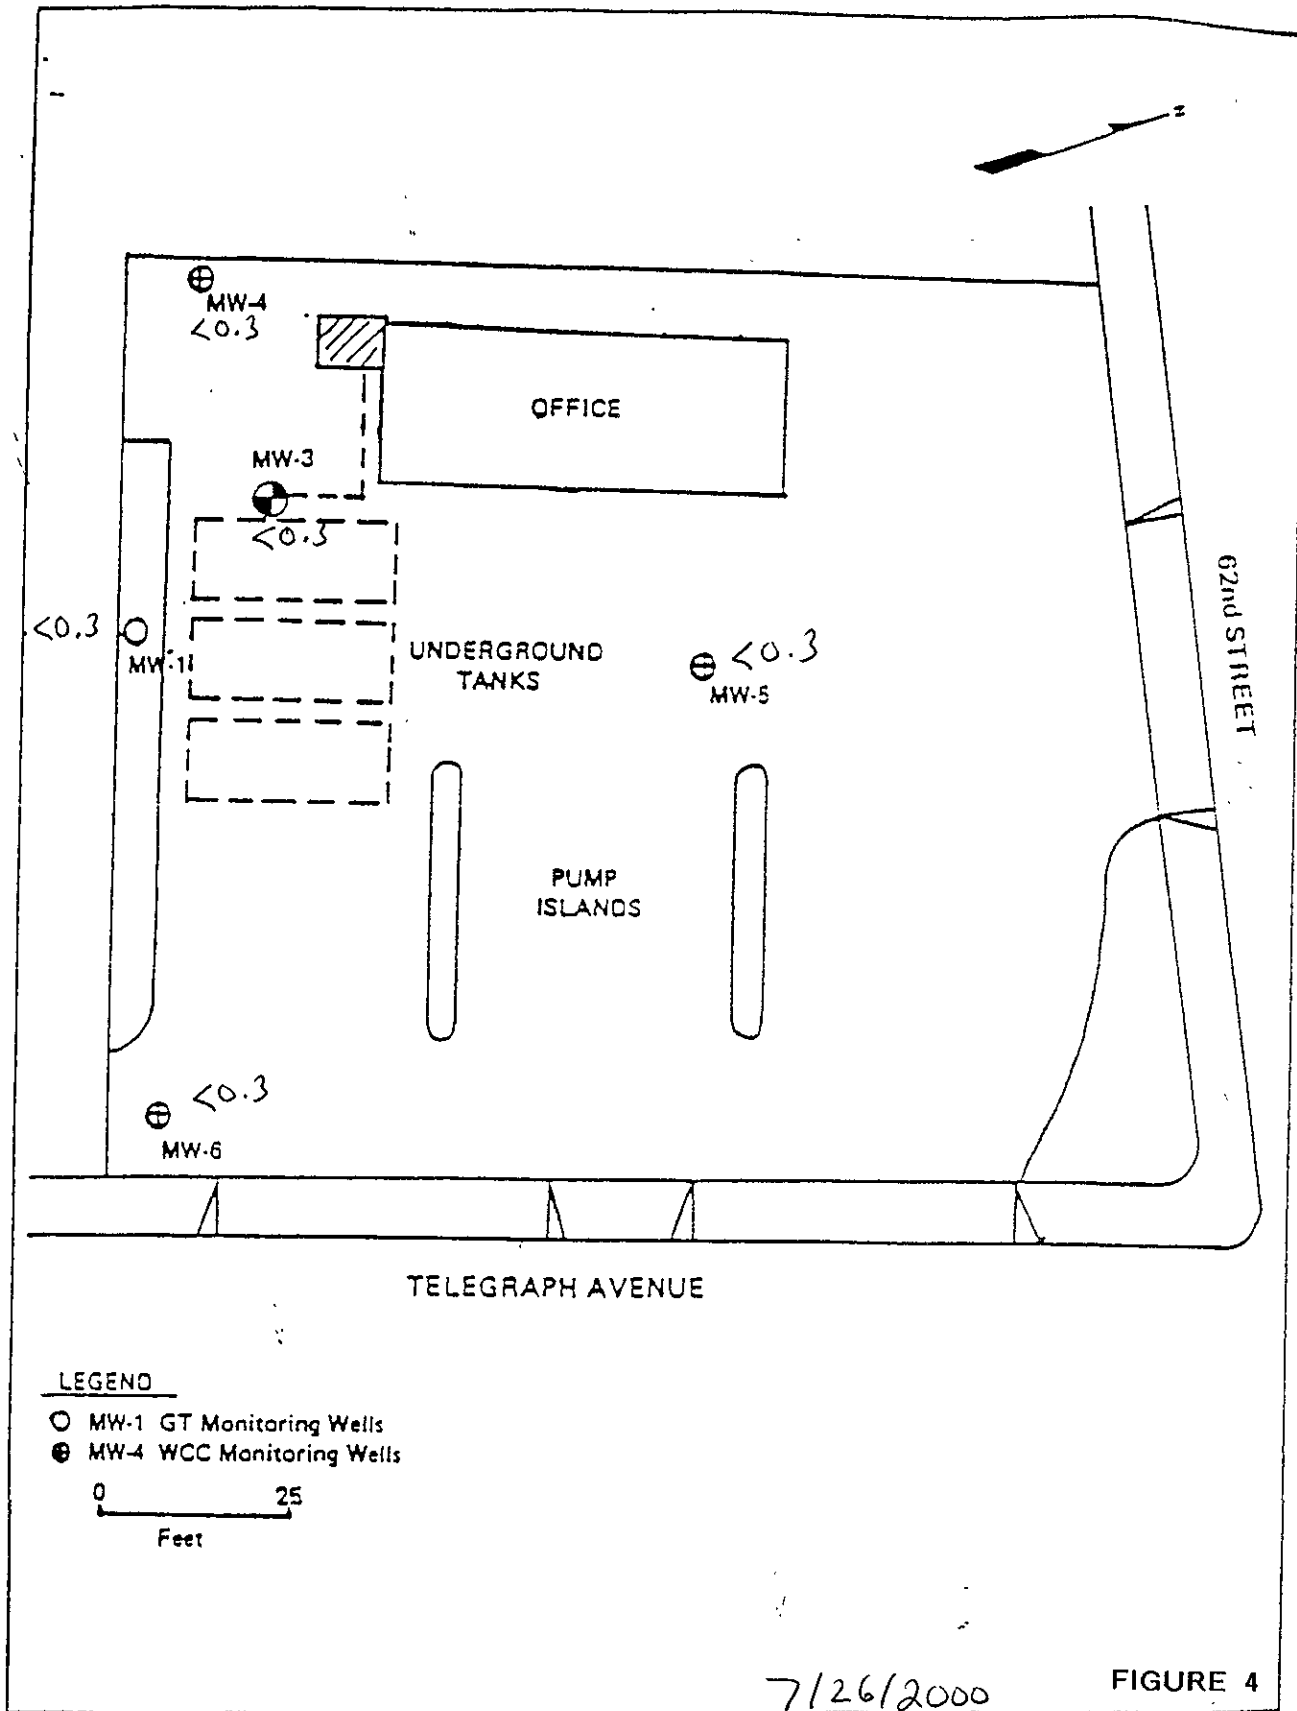 N
MW-4
<0.3
OFFICE
MW-3
<0.3
<0.3
MW-1
UNDERGROUND
TANKS
<0.3
MW-5
62nd STREET
PUMP
ISLANDS
<0.3
MW-6
TELEGRAPH AVENUE
LEGEND
MW-1 GT Monitoring Wells
MW-4 WCC Monitoring Wells
0 25
Feet
7/26/2000
FIGURE 4